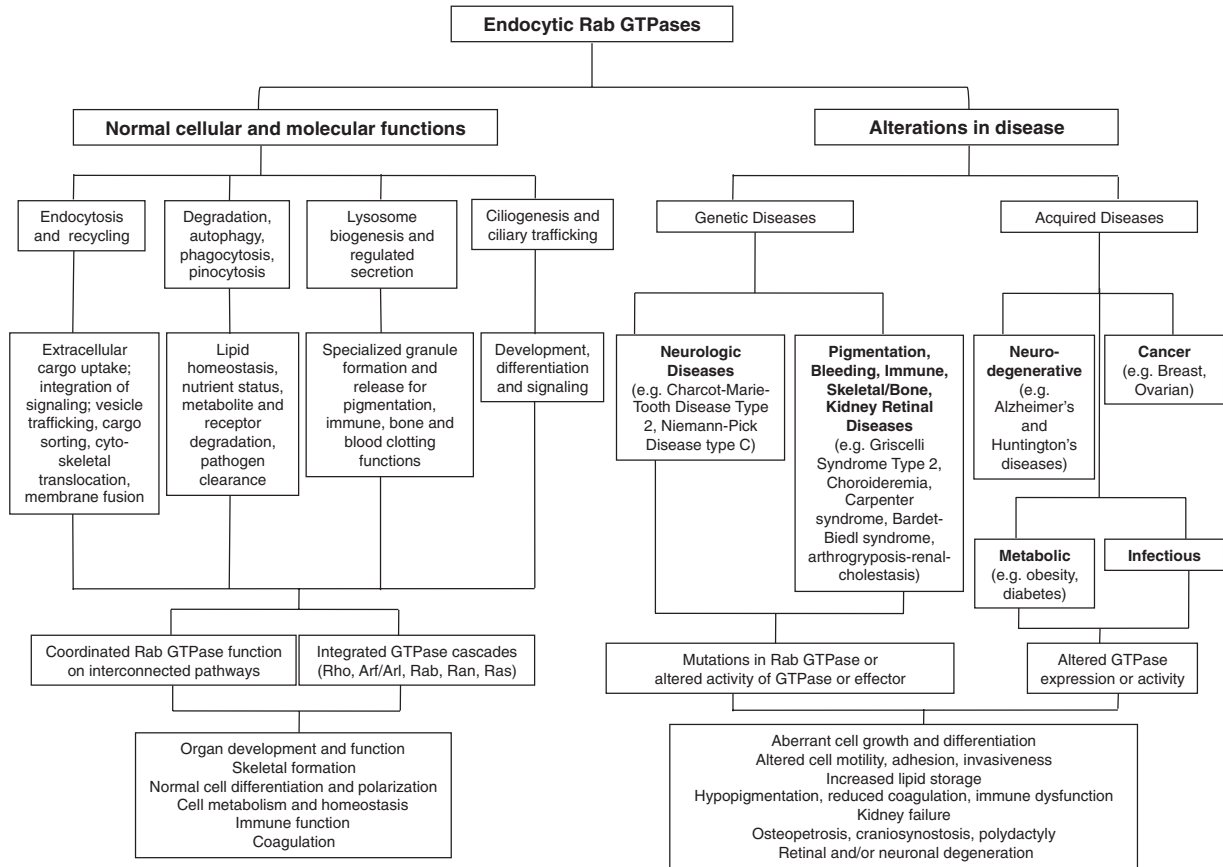 Endocytic Rab GTPases
Normal cellular and molecular functions
Alterations in disease
Endocytosis
and recycling
Degradation,
autophagy,
phagocytosis,
pinocytosis
Lysosome
biogenesis and
regulated
secretion
Ciliogenesis and
ciliary trafficking
Genetic Diseases
Acquired Diseases
Extracellular
cargo uptake;
integration of
signaling; vesicle
trafficking, cargo
sorting, cyto-
skeletal
translocation,
membrane fusion
Lipid
homeostasis,
nutrient status,
metabolite and
receptor
degradation,
pathogen
clearance
Specialized granule
formation and
release for
pigmentation,
immune, bone and
blood clotting
functions
Development,
differentiation
and signaling
Neurologic
Diseases
(e.g. Charcot-Marie-
Tooth Disease Type
2, Niemann-Pick
Disease type C)
Pigmentation,
Bleeding, Immune,
Skeletal/Bone,
Kidney Retinal
Diseases
(e.g. Griscelli
Syndrome Type 2,
Choroideremia,
Carpenter
syndrome, Bardet-
Biedl syndrome,
arthrogryposis-renal-
cholestasis)
Neuro-
degenerative
(e.g.
Alzheimer's
and
Huntington's
diseases)
Cancer
(e.g. Breast,
Ovarian)
Metabolic
(e.g. obesity,
diabetes)
Infectious
Coordinated Rab GTPase function
on interconnected pathways
Integrated GTPase cascades
(Rho, Arf/Arl, Rab, Ran, Ras)
Mutations in Rab GTPase or
altered activity of GTPase or effector
Altered GTPase
expression or activity
Organ development and function
Skeletal formation
Normal cell differentiation and polarization
Cell metabolism and homeostasis
Immune function
Coagulation
Aberrant cell growth and differentiation
Altered cell motility, adhesion, invasiveness
Increased lipid storage
Hypopigmentation, reduced coagulation, immune dysfunction
Kidney failure
Osteopetrosis, craniosynostosis, polydactyly
Retinal and/or neuronal degeneration